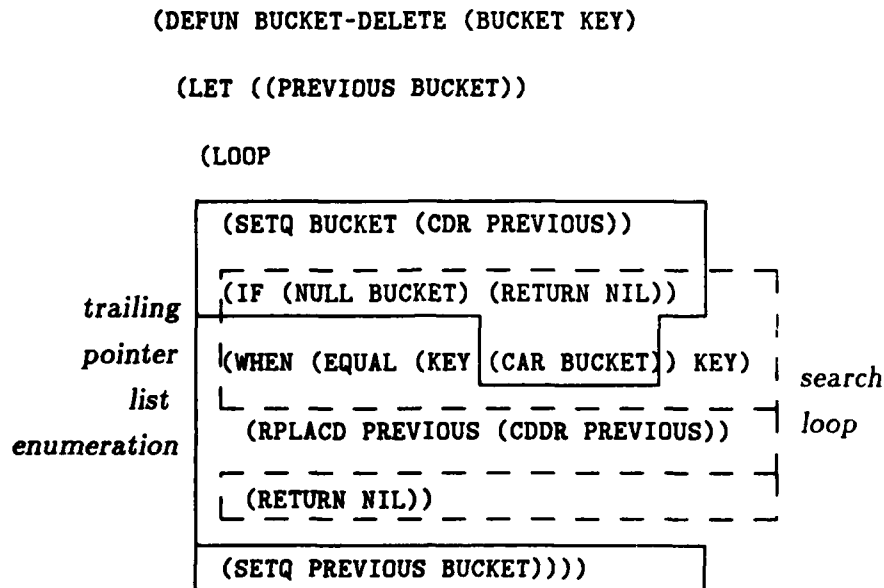 (DEFUN BUCKET-DELETE (BUCKET KEY)
(LET ((PREVIOUS BUCKET))
(LOOP
(SETQ BUCKET (CDR PREVIOUS))
(IF (NULL BUCKET) (RETURN NIL))
(WHEN (EQUAL (KEY (CAR BUCKET)) KEY)
(RPLACD PREVIOUS (CDDR PREVIOUS))
(RETURN NIL))
(SETQ PREVIOUS BUCKET))))
trailing
pointer
list
enumeration
search
loop